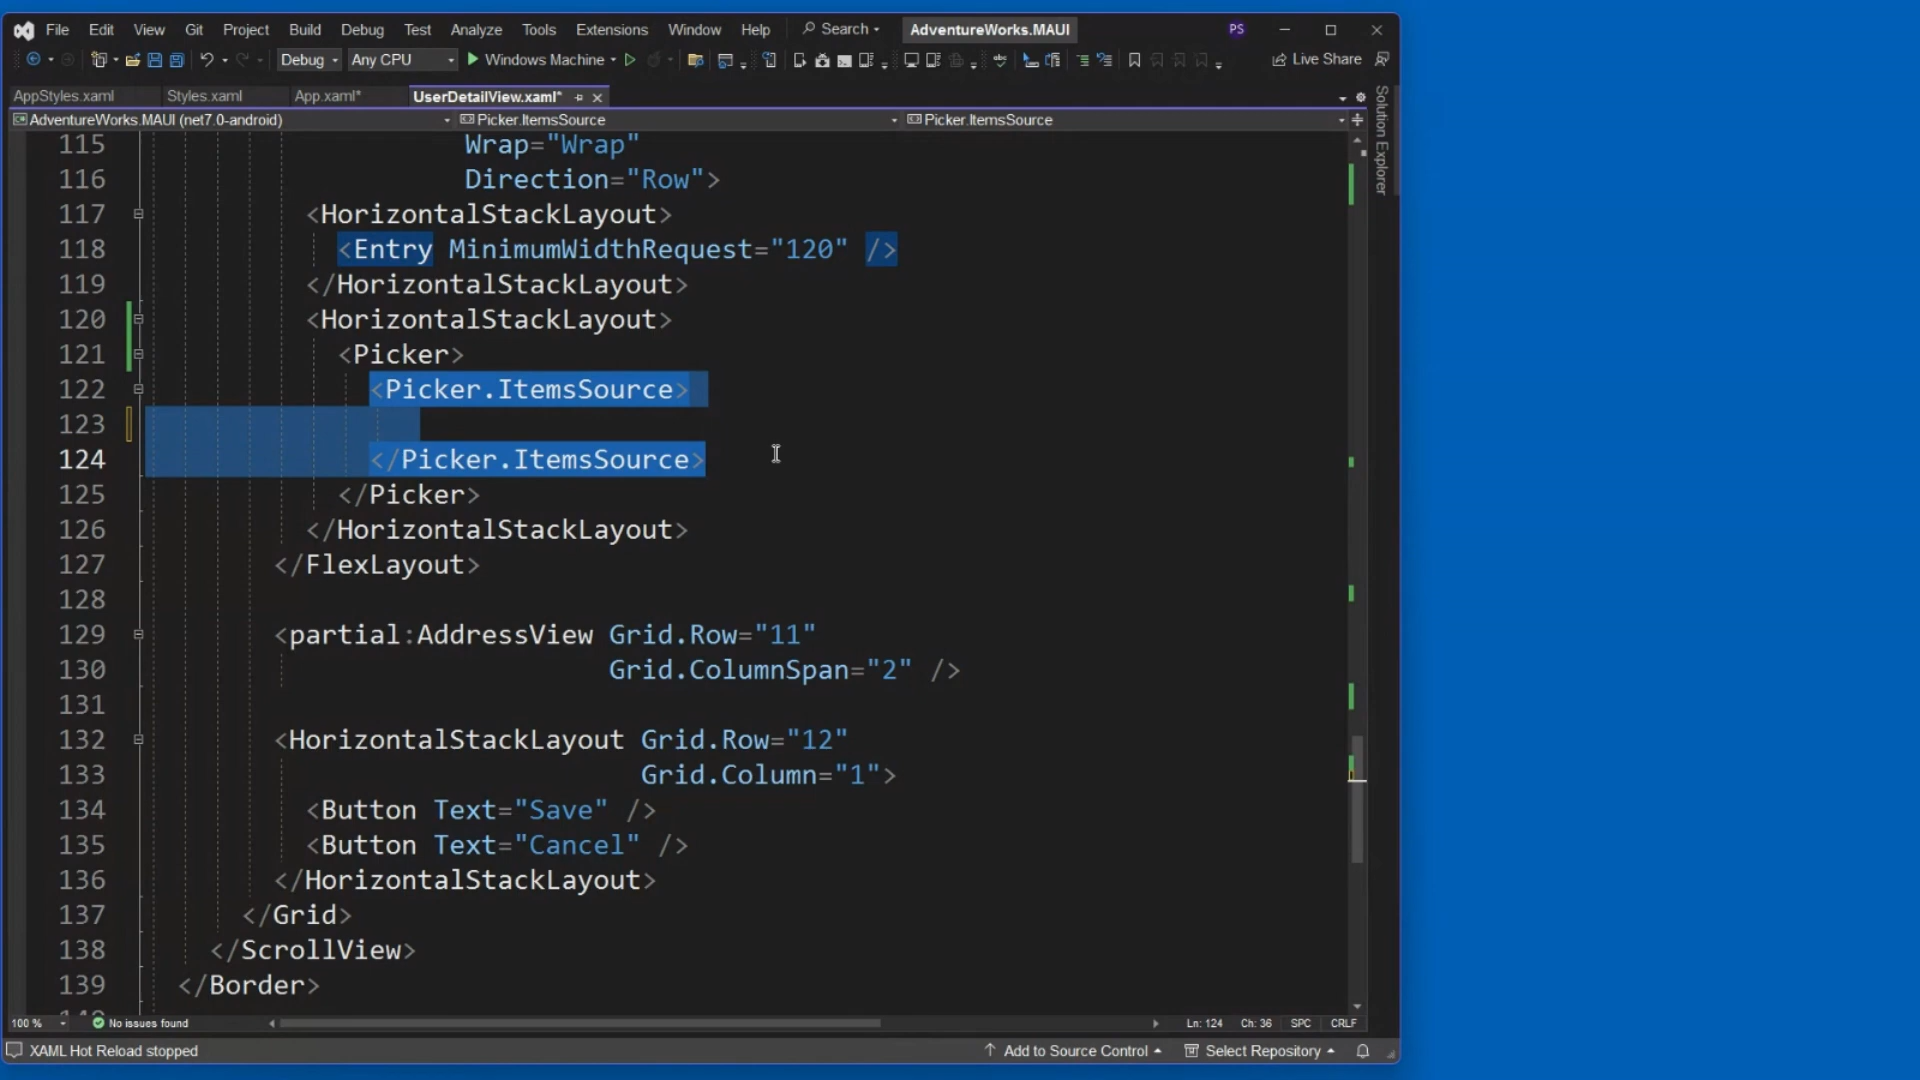 File Edit View Git Project Build Debug Test Analyze Tools Extensions Window Help Search AdventureWorks.MAUI PS
Debug Any CPU Windows Machine Live Share
AppStyles.xaml Styles.xaml App.xaml* UserDetailView.xaml*
AdventureWorks.MAUI (net7.0-android) Picker.ItemsSource Picker.ItemsSource
Solution Explorer
115 Wrap="Wrap"
116 Direction="Row">
117 <HorizontalStackLayout>
118 <Entry MinimumWidthRequest="120" />
119 </HorizontalStackLayout>
120 <HorizontalStackLayout>
121 <Picker>
122 <Picker.ItemsSource>
123
124 </Picker.ItemsSource>
125 </Picker>
126 </HorizontalStackLayout>
127 </FlexLayout>
128
129 <partial:AddressView Grid.Row="11"
130 Grid.ColumnSpan="2" />
131
132 <HorizontalStackLayout Grid.Row="12"
133 Grid.Column="1">
134 <Button Text="Save" />
135 <Button Text="Cancel" />
136 </HorizontalStackLayout>
137 </Grid>
138 </ScrollView>
139 </Border>
100 % No issues found Ln: 124 Ch: 36 SPC CRLF
XAML Hot Reload stopped Add to Source Control Select Repository